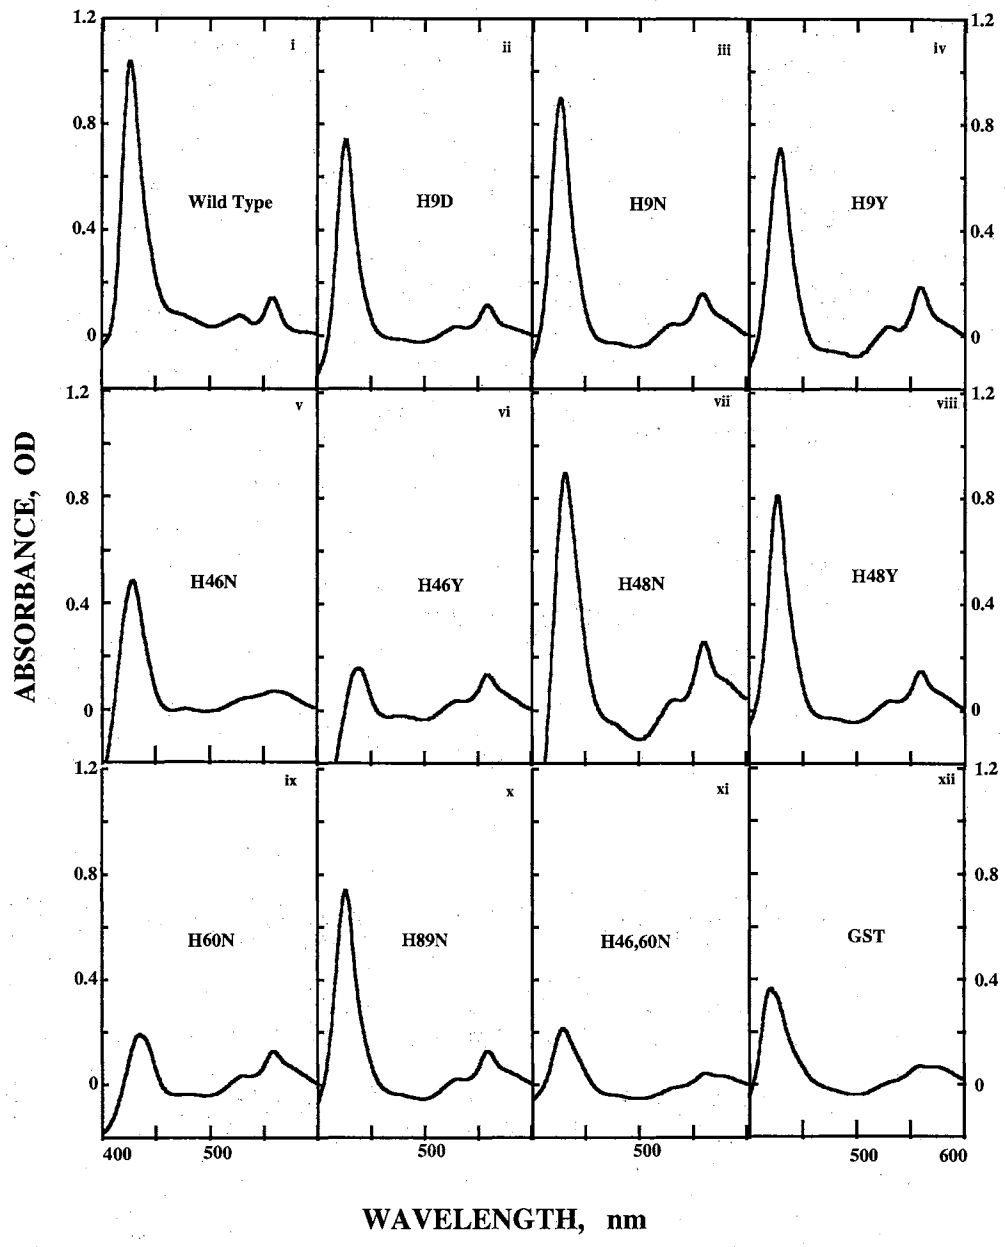 1.2 i ii iii iv 1.2
0.8 0.8
Wild Type H9D H9N H9Y
0.4 0.4
0 0
1.2 v vi vii viii 1.2
0.8 0.8
H46N H46Y H48N H48Y
0.4 0.4
0 0
1.2 ix x xi xii 1.2
0.8 0.8
H60N H89N H46,60N GST
0.4 0.4
0 0
400 500 500 500 500 600
ABSORBANCE, OD
WAVELENGTH, nm